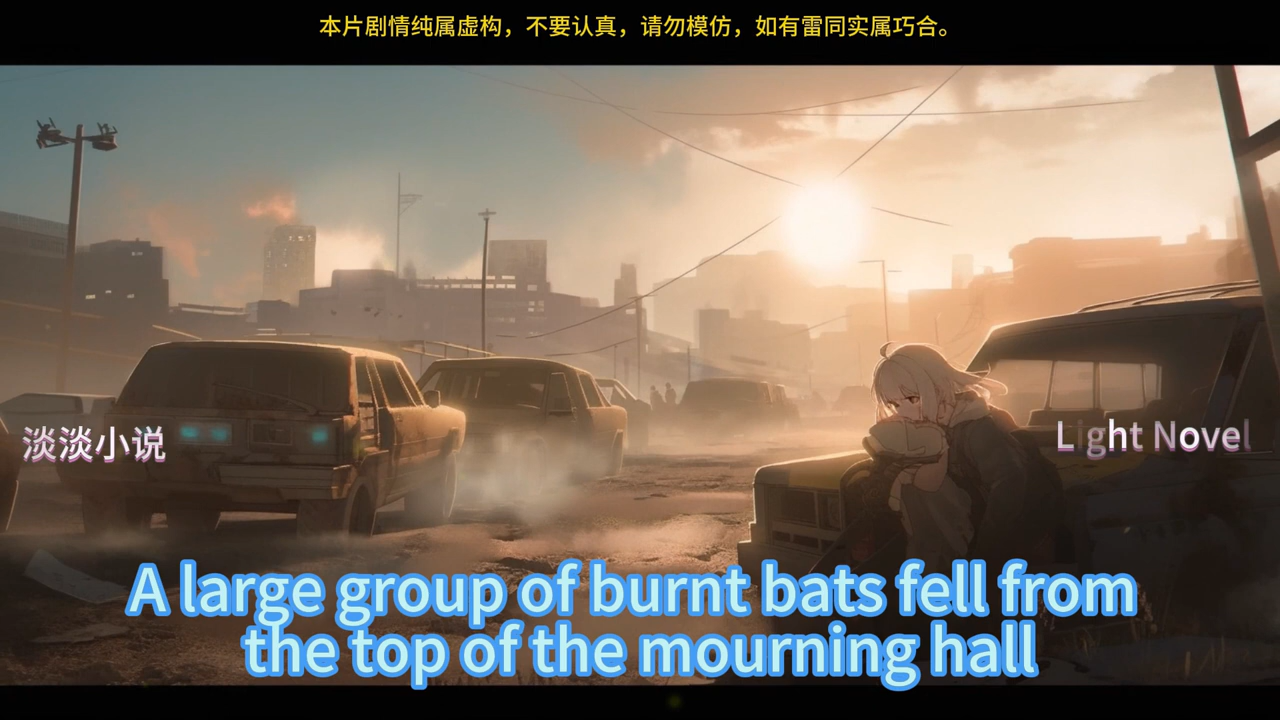 本片剧情纯属虚构，不要认真，请勿模仿，如有雷同实属巧合。
淡淡小说
Light Novel
A large group of burnt bats fell from
the top of the mourning hall